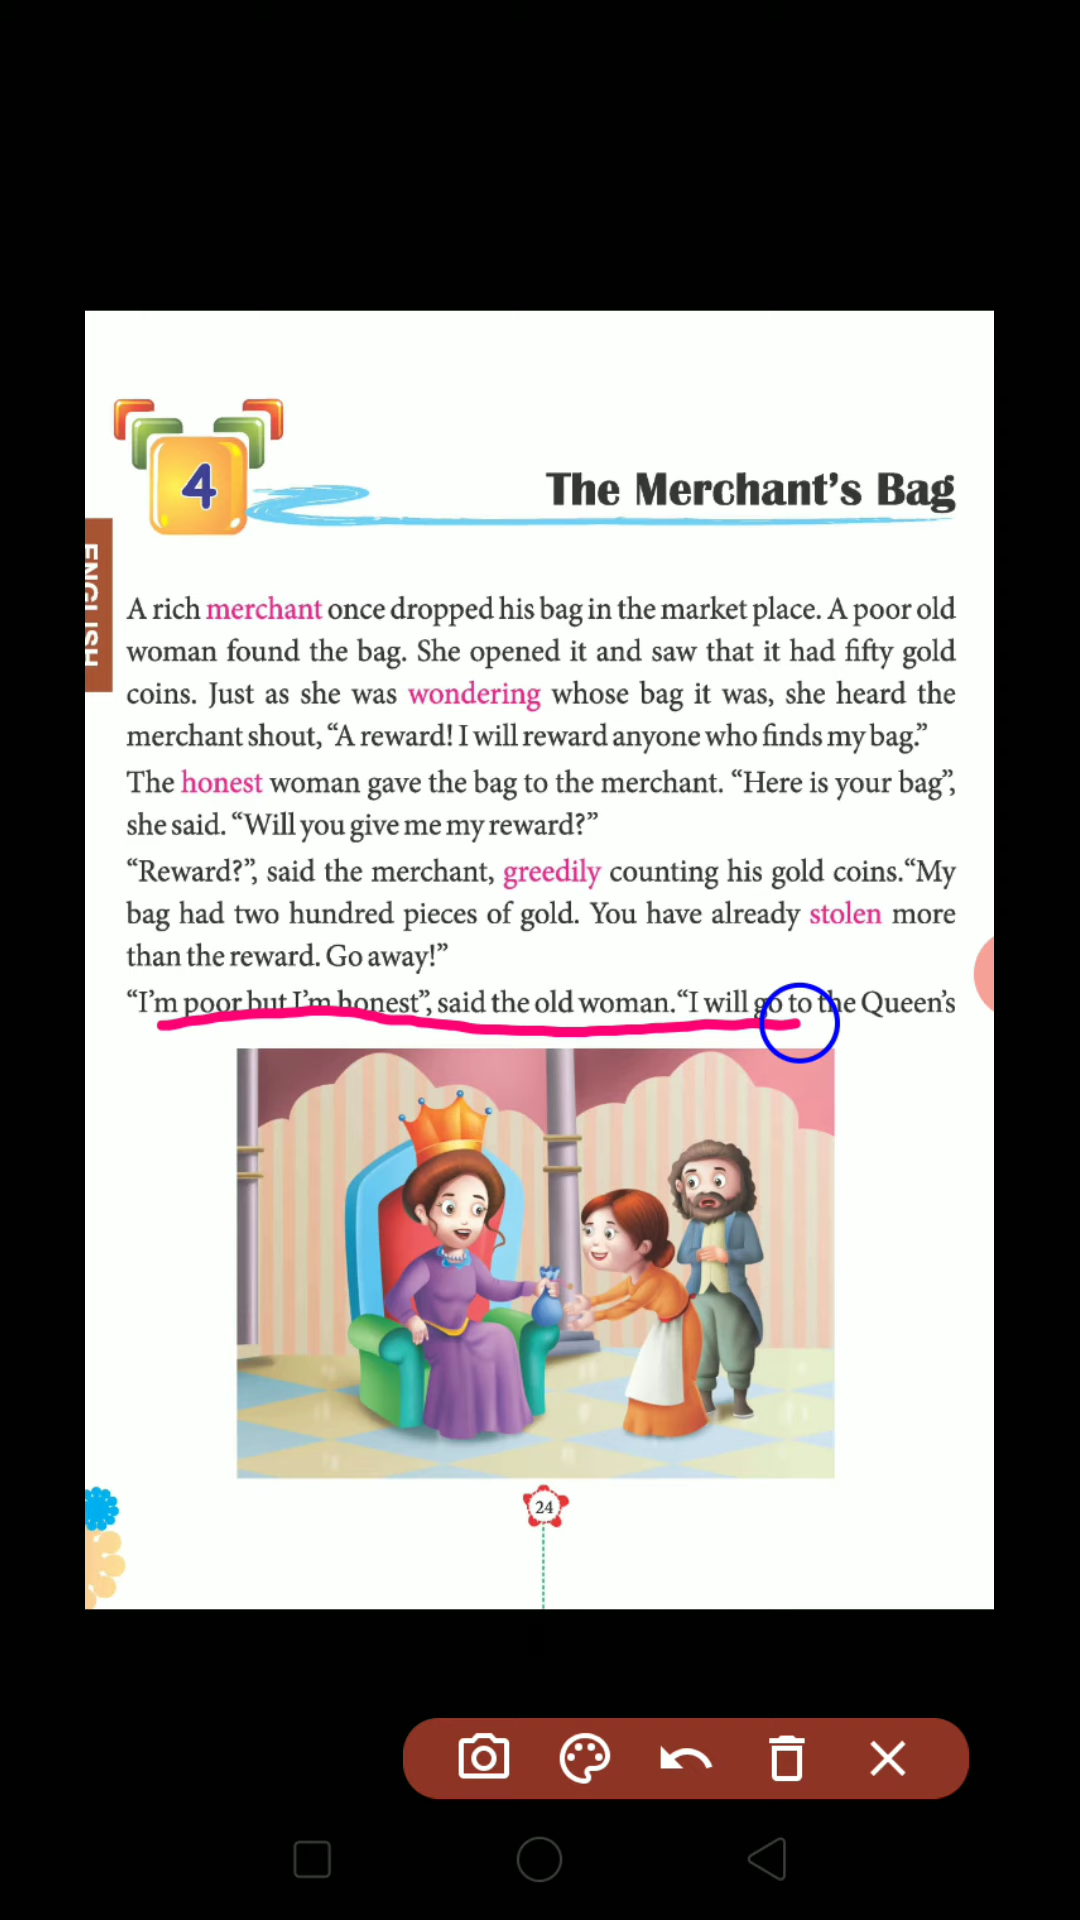 4
The Merchant's Bag
ENGLISH
A rich merchant once dropped his bag in the market place. A poor old
woman found the bag. She opened it and saw that it had fifty gold
coins. Just as she was wondering whose bag it was, she heard the
merchant shout, “A reward! I will reward anyone who finds my bag.”
The honest woman gave the bag to the merchant. “Here is your bag”,
she said. “Will you give me my reward?”
“Reward?”, said the merchant, greedily counting his gold coins.“My
bag had two hundred pieces of gold. You have already stolen more
than the reward. Go away!”
“I’m poor but I’m honest”, said the old woman.“I will go to the Queen’s
24